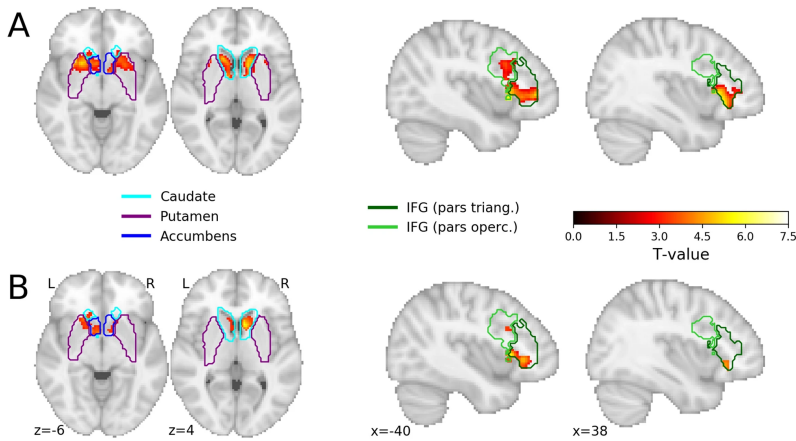 A
Caudate
Putamen
Accumbens
IFG (pars triang.)
IFG (pars operc.)
0.0 1.5 3.0 4.5 6.0 7.5
T-value
B
L R L R
z=-6 z=4 x=-40 x=38